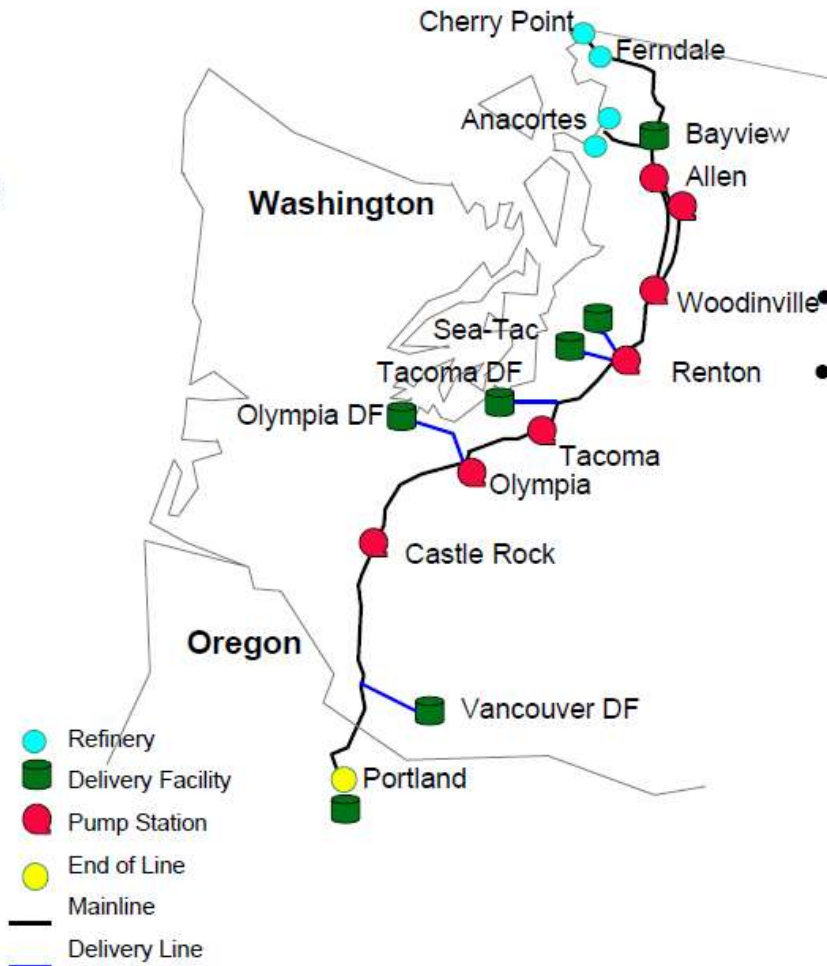 Cherry Point
Ferndale
Anacortes
Bayview
Allen
Washington
Woodinville
Sea-Tac
Renton
Tacoma DF
Olympia DF
Tacoma
Olympia
Castle Rock
Oregon
Vancouver DF
Portland
Refinery
Delivery Facility
Pump Station
End of Line
Mainline
Delivery Line